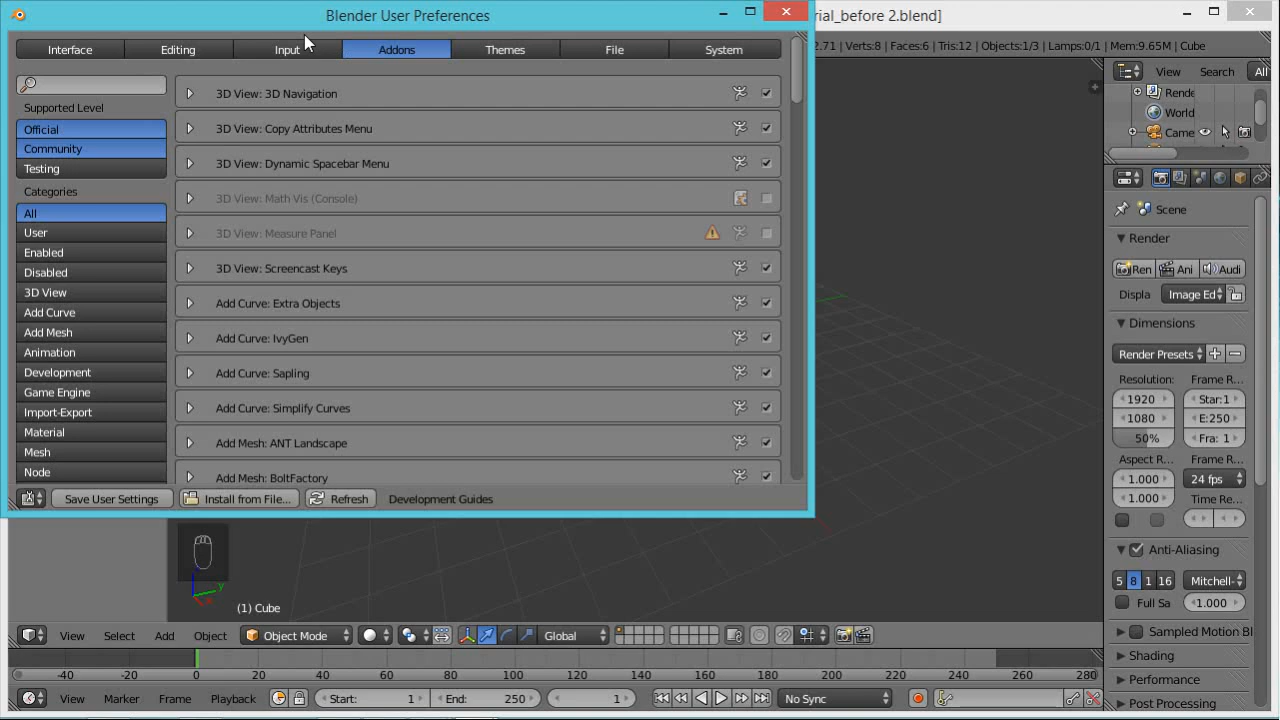 Blender User Preferences
rial_before 2.blend]
Interface Editing Input Addons Themes File System
2.71 | Verts:8 | Faces:6 | Tris:12 | Objects:1/3 | Lamps:0/1 | Mem:9.65M | Cube
View Search All
Supported Level
Official
Community
Testing
Categories
All
User
Enabled
Disabled
3D View
Add Curve
Add Mesh
Animation
Development
Game Engine
Import-Export
Material
Mesh
Node
3D View: 3D Navigation
3D View: Copy Attributes Menu
3D View: Dynamic Spacebar Menu
3D View: Math Vis (Console)
3D View: Measure Panel
3D View: Screencast Keys
Add Curve: Extra Objects
Add Curve: IvyGen
Add Curve: Sapling
Add Curve: Simplify Curves
Add Mesh: ANT Landscape
Add Mesh: BoltFactory
Save User Settings Install from File... Refresh Development Guides
Rende
World
Came
Scene
Render
Ren Ani Audi
Displa Image Ed
Dimensions
Render Presets
Resolution: Frame R...
1920 Star:1
1080 E:250
50% Fra: 1
Aspect R... Frame R...
1.000 24 fps
1.000 Time Re...
Anti-Aliasing
5 8 1 16 Mitchell-
Full Sa 1.000
Sampled Motion Bl
Shading
Performance
Post Processing
y
x
(1) Cube
View Select Add Object Object Mode Global
-40 -20 0 20 40 60 80 100 120 140 160 180 200 220 240 260 280
View Marker Frame Playback Start: 1 End: 250 1 No Sync